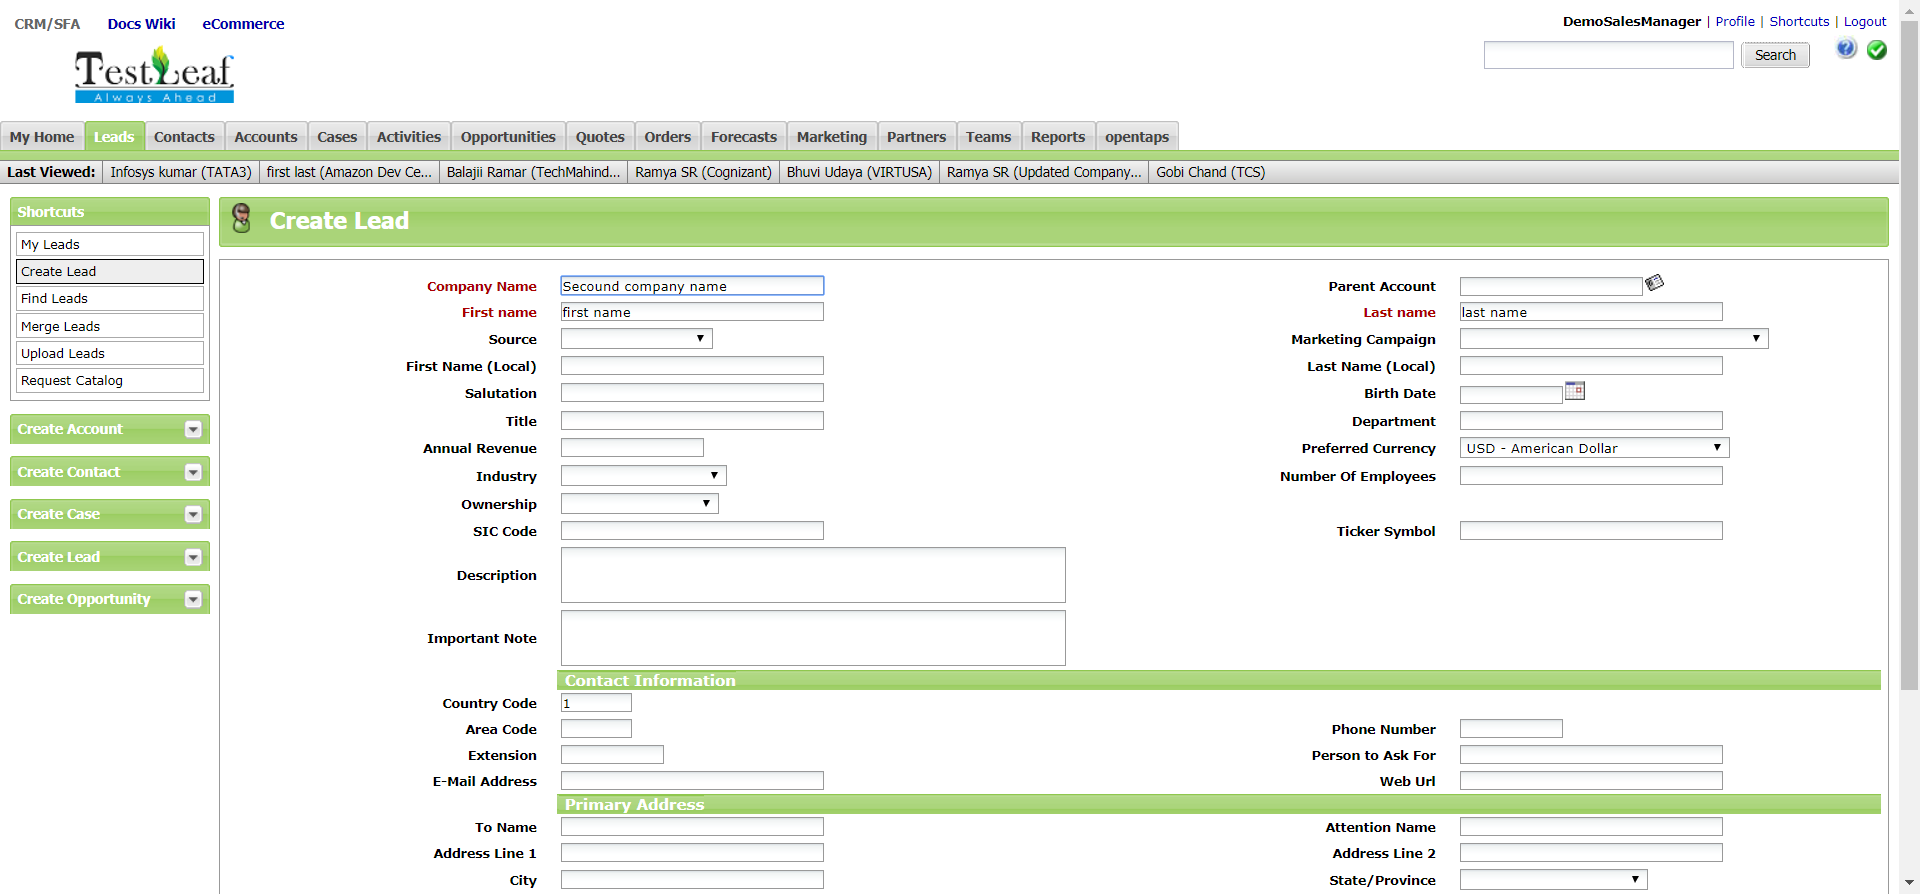 CRM/SFA Docs Wiki eCommerce
DemoSalesManager | Profile | Shortcuts | Logout
TestLeaf
Always Ahead
Search
My Home Leads Contacts Accounts Cases Activities Opportunities Quotes Orders Forecasts Marketing Partners Teams Reports opentaps
Last Viewed: Infosys kumar (TATA3) first last (Amazon Dev Ce... Balajii Ramar (TechMahind... Ramya SR (Cognizant) Bhuvi Udaya (VIRTUSA) Ramya SR (Updated Company... Gobi Chand (TCS)
Shortcuts
My Leads
Create Lead
Find Leads
Merge Leads
Upload Leads
Request Catalog
Create Account
Create Contact
Create Case
Create Lead
Create Opportunity
Create Lead
Company Name Secound company name Parent Account
First name first name Last name last name
Source Marketing Campaign
First Name (Local) Last Name (Local)
Salutation Birth Date
Title Department
Annual Revenue Preferred Currency USD - American Dollar
Industry Number Of Employees
Ownership
SIC Code Ticker Symbol
Description
Important Note
Contact Information
Country Code 1
Area Code Phone Number
Extension Person to Ask For
E-Mail Address Web Url
Primary Address
To Name Attention Name
Address Line 1 Address Line 2
City State/Province